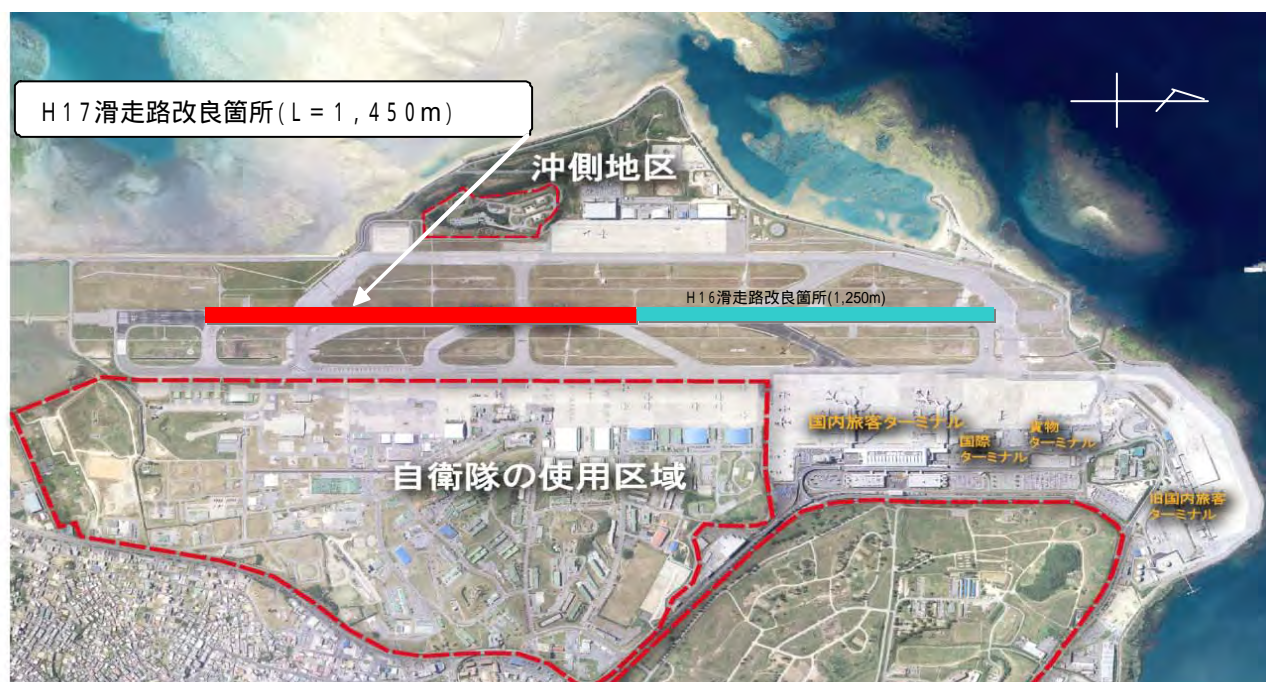 H17滑走路改良箇所(L=1,450m)
沖側地区
H16滑走路改良箇所(1,250m)
国内旅客ターミナル
国際
ターミナル
貨物
ターミナル
自衛隊の使用区域
旧国内旅客
ターミナル